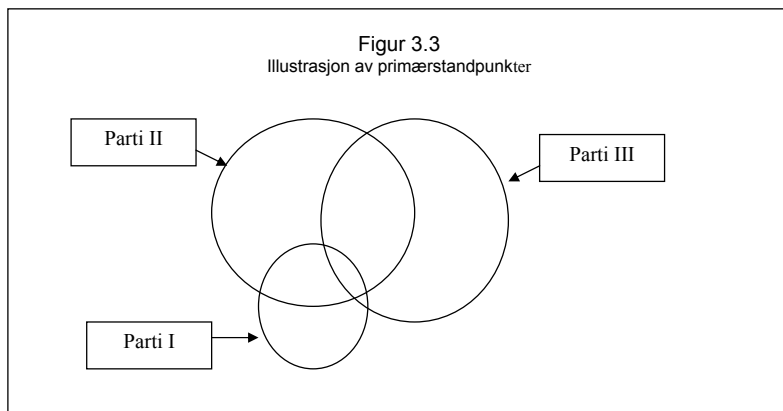 Figur 3.3
Illustrasjon av primærstandpunkter
Parti II
Parti III
Parti I